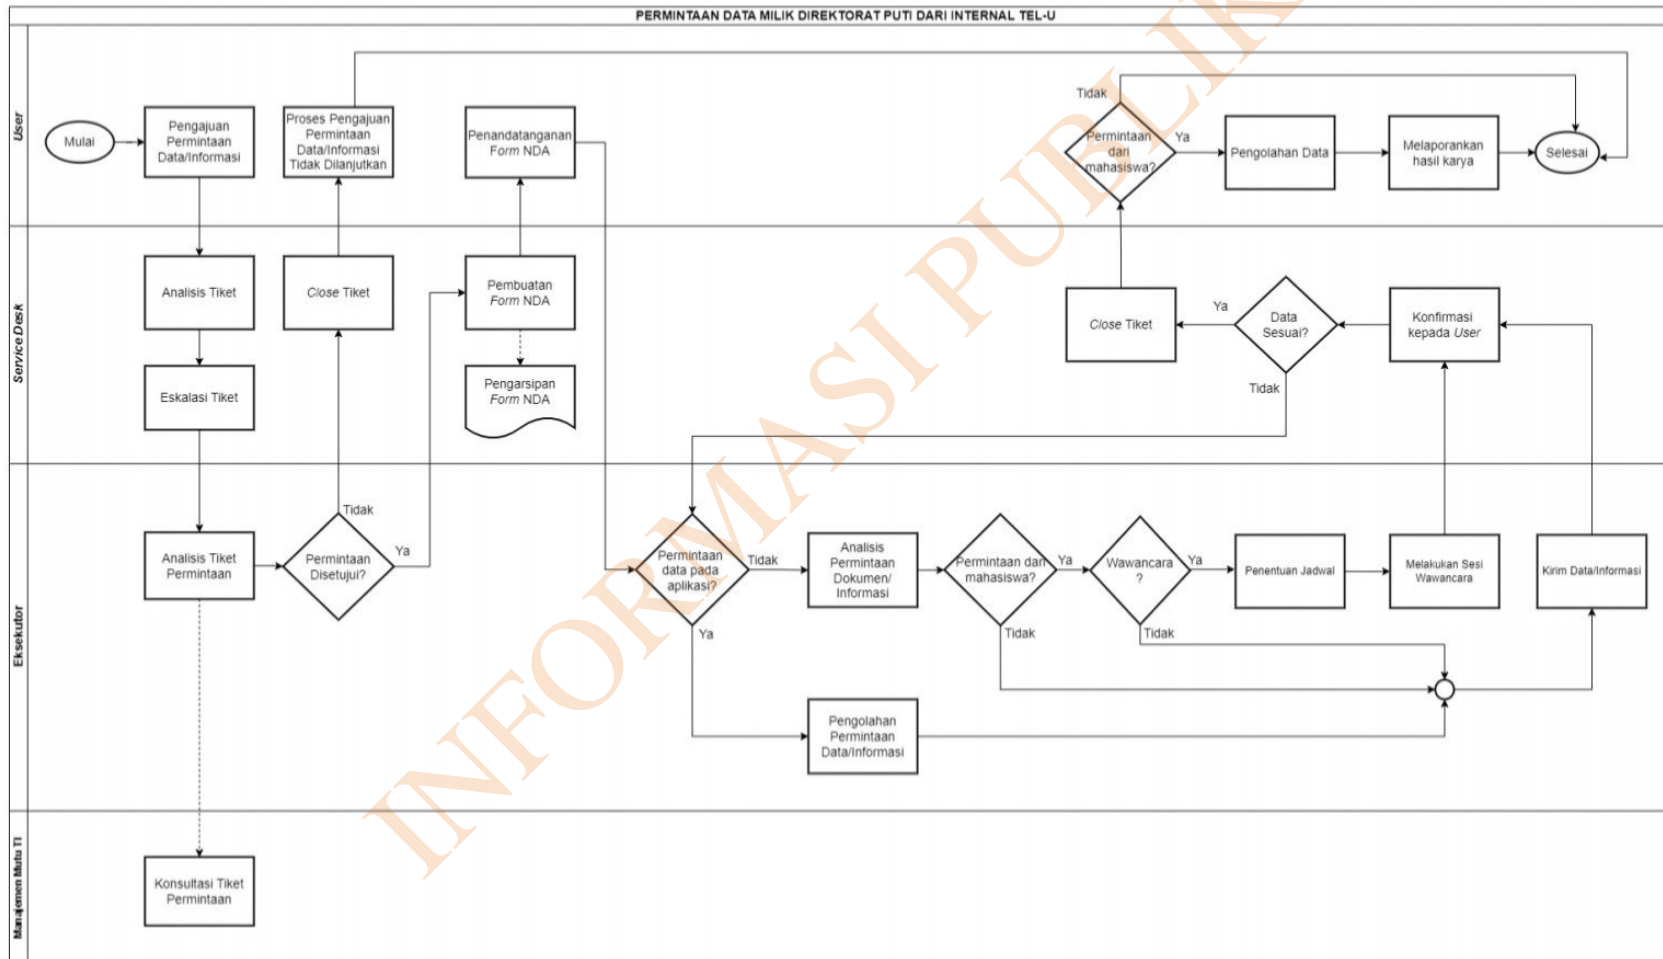 PERMINTAAN DATA MILIK DIREKTORAT PUTI DARI INTERNAL TEL-U
User
Mulai
Pengajuan
Permintaan
Data/Informasi
Proses Pengajuan
Permintaan
Data/Informasi
Tidak Dilanjutkan
Penandatanganan
Form NDA
Tidak
Permintaan
dari
mahasiswa?
Ya
Pengolahan Data
Melaporankan
hasil karya
Selesai
Service Desk
Analisis Tiket
Close Tiket
Pembuatan
Form NDA
Close Tiket
Ya
Data
Sesuai?
Tidak
Konfirmasi
kepada User
Eskalasi Tiket
Pengarsipan
Form NDA
Eksekutor
Analisis Tiket
Permintaan
Tidak
Permintaan
Disetujui?
Ya
Permintaan
data pada
aplikasi?
Tidak
Ya
Analisis
Permintaan
Dokumen/
Informasi
Permintaan dari
mahasiswa?
Ya
Tidak
Wawancara
?
Ya
Tidak
Penentuan Jadwal
Melakukan Sesi
Wawancara
Kirim Data/Informasi
Pengolahan
Permintaan
Data/Informasi
Manajemen Mutu TI
Konsultasi Tiket
Permintaan
INFORMASI PUBLIK